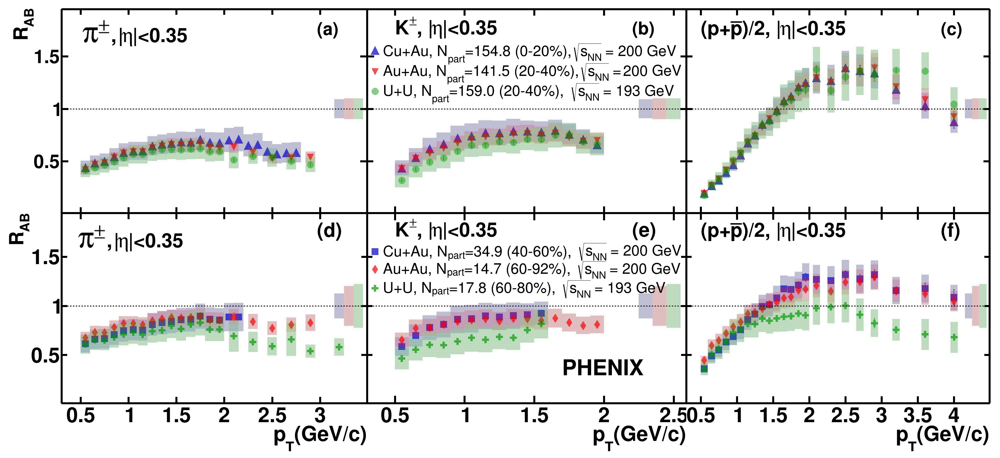 R_AB
π±, |η|<0.35
(a)
1.5
1
0.5
K±, |η|<0.35
(b)
Cu+Au, N_part=154.8 (0-20%), √s_NN = 200 GeV
Au+Au, N_part=141.5 (20-40%), √s_NN = 200 GeV
U+U, N_part=159.0 (20-40%), √s_NN = 193 GeV
(p+p̅)/2, |η|<0.35
(c)
R_AB
π±, |η|<0.35
(d)
1.5
1
0.5
K±, |η|<0.35
(e)
Cu+Au, N_part=34.9 (40-60%), √s_NN = 200 GeV
Au+Au, N_part=14.7 (60-92%), √s_NN = 200 GeV
U+U, N_part=17.8 (60-80%), √s_NN = 193 GeV
PHENIX
(p+p̅)/2, |η|<0.35
(f)
0.5 1 1.5 2 2.5 3
0.5 1 1.5 2 2.5
0.5 1 1.5 2 2.5 3 3.5 4
p_T(GeV/c)
p_T(GeV/c)
p_T(GeV/c)